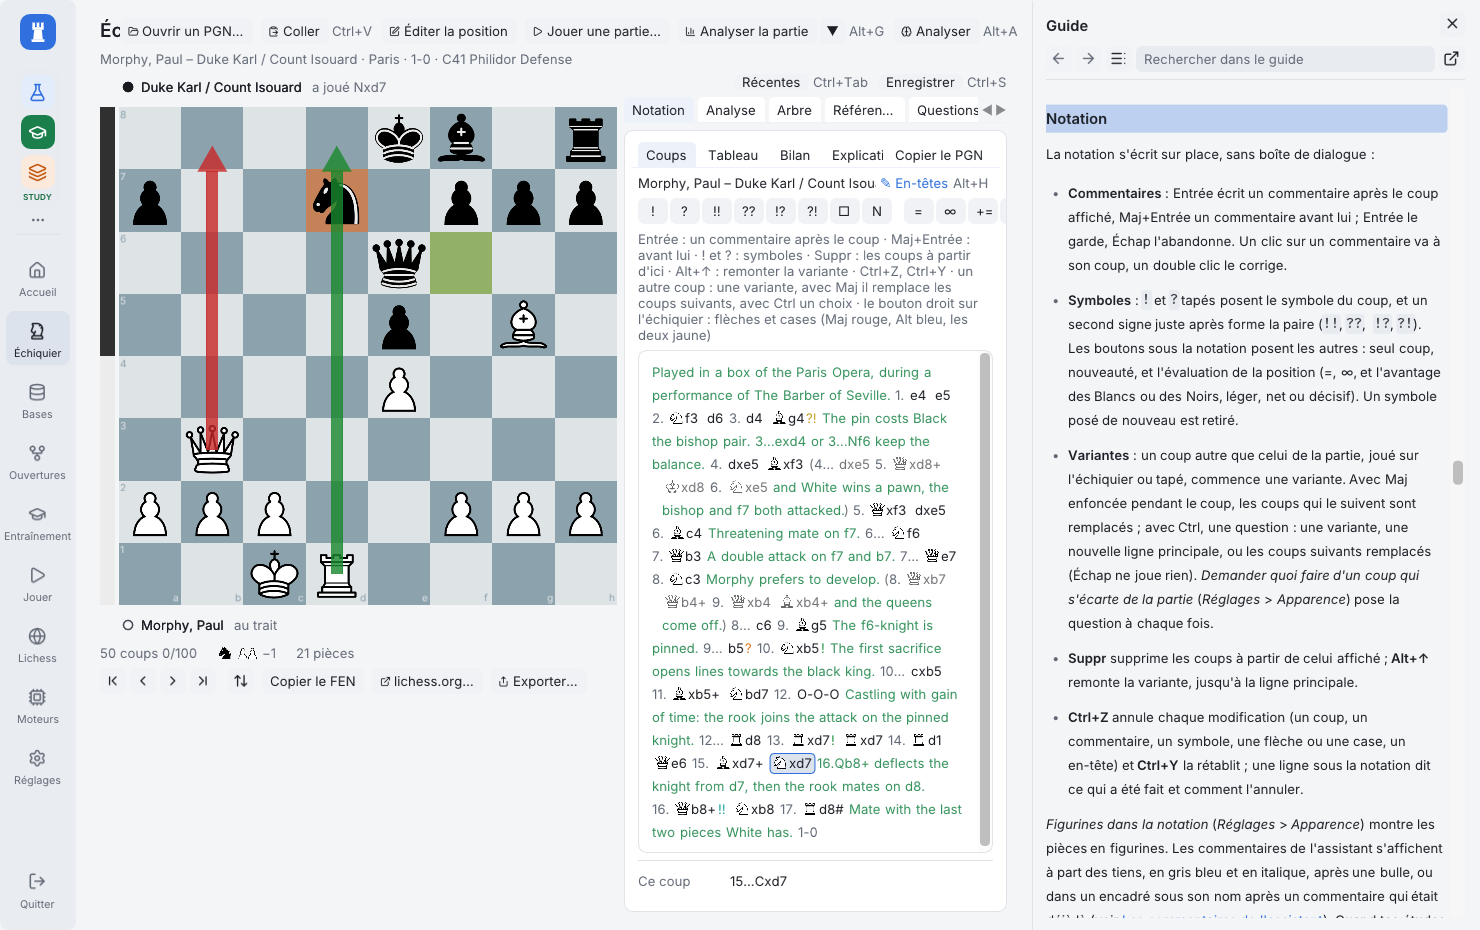 Éc
Ouvrir un PGN...
Coller Ctrl+V
Éditer la position
Jouer une partie...
Analyser la partie
Alt+G
Analyser Alt+A
Morphy, Paul – Duke Karl / Count Isouard · Paris · 1-0 · C41 Philidor Defense
Récentes Ctrl+Tab Enregistrer Ctrl+S
STUDY
Accueil
Échiquier
Bases
Ouvertures
Entraînement
Jouer
Lichess
Moteurs
Réglages
Quitter
Duke Karl / Count Isouard a joué Nxd7
8
7
6
5
4
3
2
1
a b c d e f g h
Morphy, Paul au trait
50 coups 0/100 −1 21 pièces
Copier le FEN
lichess.org...
Exporter...
Notation Analyse Arbre Référen... Questions
Coups Tableau Bilan Explicati Copier le PGN
Morphy, Paul – Duke Karl / Count Isou En-têtes Alt+H
! ? !! ?? !? ?! □ N = ∞ +=
Entrée : un commentaire après le coup · Maj+Entrée :
avant lui · ! et ? : symboles · Suppr : les coups à partir
d'ici · Alt+↑ : remonter la variante · Ctrl+Z, Ctrl+Y · un
autre coup : une variante, avec Maj il remplace les
coups suivants, avec Ctrl un choix · le bouton droit sur
l'échiquier : flèches et cases (Maj rouge, Alt bleu, les
deux jaune)
Played in a box of the Paris Opera, during a
performance of The Barber of Seville. 1. e4 e5
2. ♘f3 d6 3. d4 ♝g4?! The pin costs Black
the bishop pair. 3...exd4 or 3...Nf6 keep the
balance. 4. dxe5 ♝xf3 (4... dxe5 5. ♕xd8+
♔xd8 6. ♘xe5 and White wins a pawn, the
bishop and f7 both attacked.) 5. ♕xf3 dxe5
6. ♝c4 Threatening mate on f7. 6... ♘f6
7. ♕b3 A double attack on f7 and b7. 7... ♕e7
8. ♘c3 Morphy prefers to develop. (8. ♕xb7
♕b4+ 9. ♕xb4 ♗xb4+ and the queens
come off.) 8... c6 9. ♝g5 The f6-knight is
pinned. 9... b5? 10. ♘xb5! The first sacrifice
opens lines towards the black king. 10... cxb5
11. ♝xb5+ ♘bd7 12. O-O-O Castling with gain
of time: the rook joins the attack on the pinned
knight. 12... ♖d8 13. ♖xd7! ♖xd7 14. ♖d1
♕e6 15. ♝xd7+ ♘xd7 16.Qb8+ deflects the
knight from d7, then the rook mates on d8.
16. ♕b8+!! ♘xb8 17. ♖d8# Mate with the last
two pieces White has. 1-0
Ce coup 15...Cxd7
Guide
Rechercher dans le guide
Notation
La notation s'écrit sur place, sans boîte de dialogue :
• Commentaires : Entrée écrit un commentaire après le coup
affiché, Maj+Entrée un commentaire avant lui ; Entrée le
garde, Échap l'abandonne. Un clic sur un commentaire va à
son coup, un double clic le corrige.
• Symboles : ! et ? tapés posent le symbole du coup, et un
second signe juste après forme la paire (!!, ??, !?, ?!).
Les boutons sous la notation posent les autres : seul coup,
nouveauté, et l'évaluation de la position (=, ∞, et l'avantage
des Blancs ou des Noirs, léger, net ou décisif). Un symbole
posé de nouveau est retiré.
• Variantes : un coup autre que celui de la partie, joué sur
l'échiquier ou tapé, commence une variante. Avec Maj
enfoncée pendant le coup, les coups qui le suivent sont
remplacés ; avec Ctrl, une question : une variante, une
nouvelle ligne principale, ou les coups suivants remplacés
(Échap ne joue rien). Demander quoi faire d'un coup qui
s'écarte de la partie (Réglages > Apparence) pose la
question à chaque fois.
• Suppr supprime les coups à partir de celui affiché ; Alt+↑
remonte la variante, jusqu'à la ligne principale.
• Ctrl+Z annule chaque modification (un coup, un
commentaire, un symbole, une flèche ou une case, un
en-tête) et Ctrl+Y la rétablit ; une ligne sous la notation dit
ce qui a été fait et comment l'annuler.
Figurines dans la notation (Réglages > Apparence) montre les
pièces en figurines. Les commentaires de l'assistant s'affichent
à part des tiens, en gris bleu et en italique, après une bulle, ou
dans un encadré sous son nom après un commentaire qui était